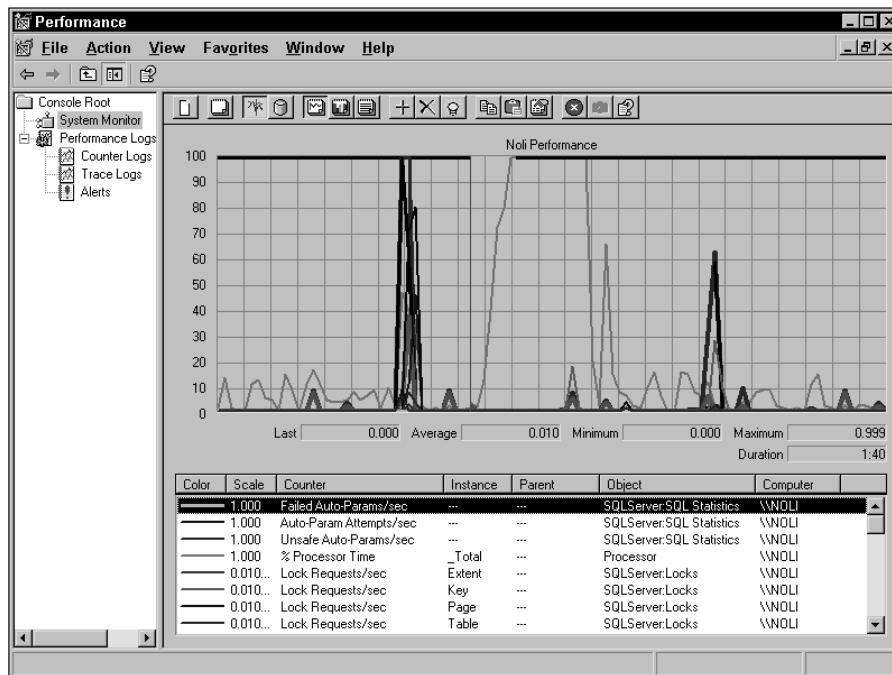 Performance
File Action View Favorites Window Help
Console Root
System Monitor
Performance Logs
Counter Logs
Trace Logs
Alerts
Noli Performance
100
90
80
70
60
50
40
30
20
10
0
Last 0.000 Average 0.010 Minimum 0.000 Maximum 0.999
Duration 1:40
Color Scale Counter Instance Parent Object Computer
1.000 Failed Auto-Params/sec --- --- SQLServer:SQL Statistics \\NOLI
1.000 Auto-Param Attempts/sec --- --- SQLServer:SQL Statistics \\NOLI
1.000 Unsafe Auto-Params/sec --- --- SQLServer:SQL Statistics \\NOLI
1.000 % Processor Time _Total --- Processor \\NOLI
0.010... Lock Requests/sec Extent --- SQLServer:Locks \\NOLI
0.010... Lock Requests/sec Key --- SQLServer:Locks \\NOLI
0.010... Lock Requests/sec Page --- SQLServer:Locks \\NOLI
0.010... Lock Requests/sec Table --- SQLServer:Locks \\NOLI